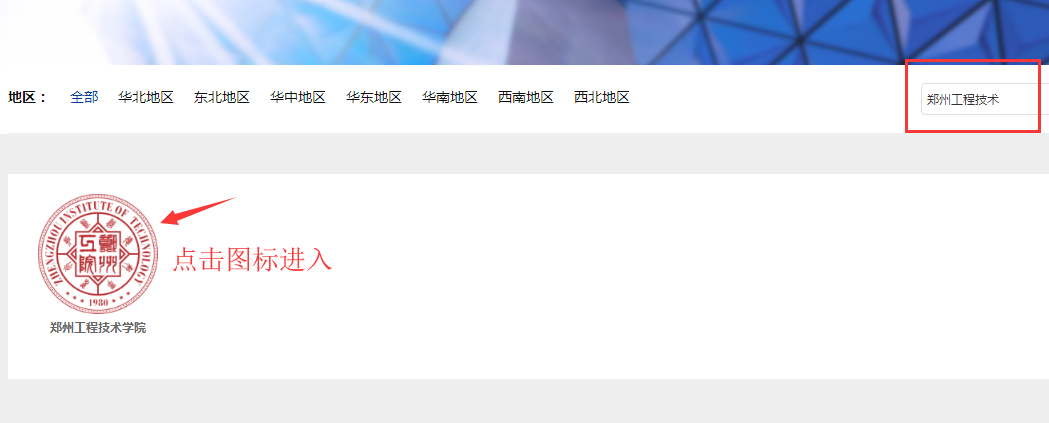 地区： 全部 华北地区 东北地区 华中地区 华东地区 华南地区 西南地区 西北地区 郑州工程技术
ZHENGZHOU INSTITUTE OF TECHNOLOGY
1980
点击图标进入
郑州工程技术学院